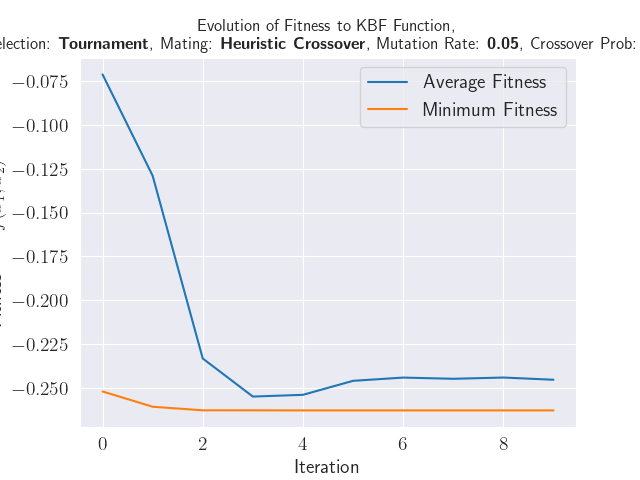 Evolution of Fitness to KBF Function,
Tournament, Mating: Heuristic Crossover, Mutation Rate: 0.05, Crossover Prob:
Average Fitness
Minimum Fitness
−0.075
−0.100
−0.125
−0.150
−0.175
−0.200
−0.225
−0.250
0 2 4 6 8
Iteration